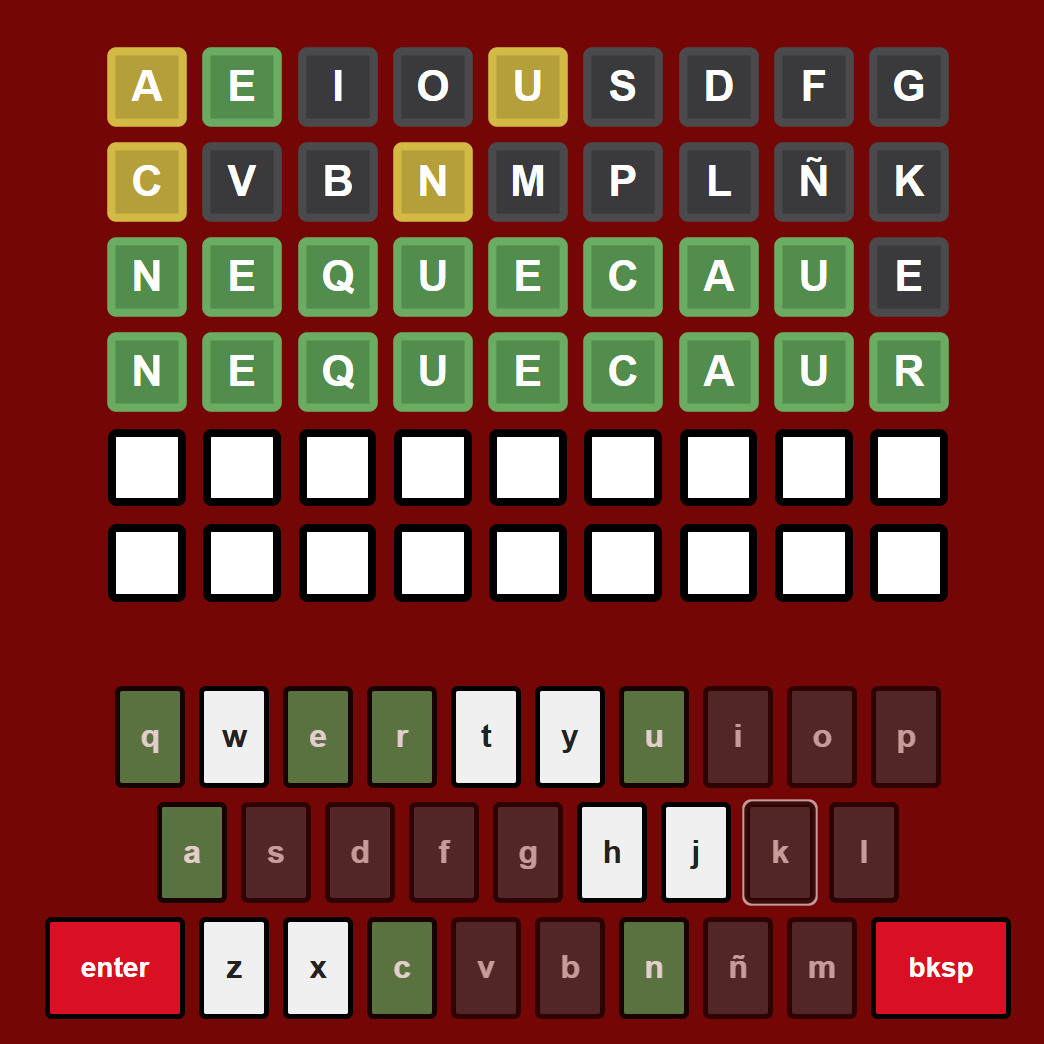 A E I O U S D F G
C V B N M P L Ñ K
N E Q U E C A U E
N E Q U E C A U R
q w e r t y u i o p
a s d f g h j k l
enter z x c v b n ñ m bksp